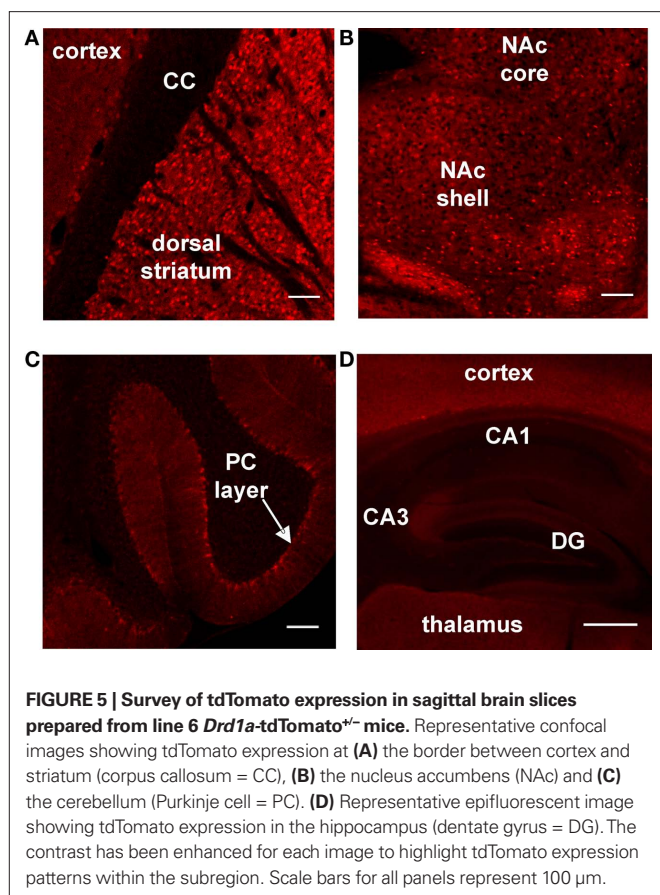 A
cortex
CC
dorsal
striatum
B
NAc
core
NAc
shell
C
PC
layer
D
cortex
CA1
CA3
DG
thalamus
FIGURE 5 | Survey of tdTomato expression in sagittal brain slices
prepared from line 6 Drd1a-tdTomato+/− mice. Representative confocal
images showing tdTomato expression at (A) the border between cortex and
striatum (corpus callosum = CC), (B) the nucleus accumbens (NAc) and (C)
the cerebellum (Purkinje cell = PC). (D) Representative epifluorescent image
showing tdTomato expression in the hippocampus (dentate gyrus = DG). The
contrast has been enhanced for each image to highlight tdTomato expression
patterns within the subregion. Scale bars for all panels represent 100 μm.